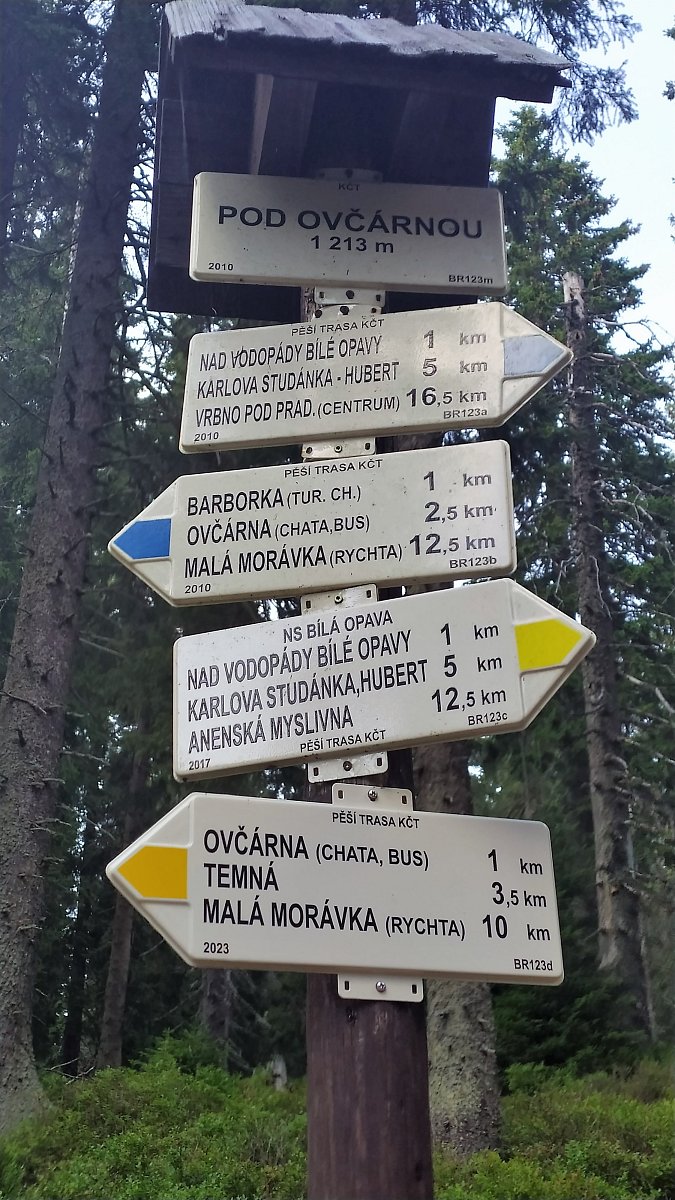 KČT
POD OVČÁRNOU
1 213 m
2010 BR123m
PĚŠÍ TRASA KČT
NAD VODOPÁDY BÍLÉ OPAVY 1 km
KARLOVA STUDÁNKA - HUBERT 5 km
VRBNO POD PRAD. (CENTRUM) 16,5 km
2010 BR123a
PĚŠÍ TRASA KČT
BARBORKA (TUR. CH.) 1 km
OVČÁRNA (CHATA,BUS) 2,5 km
MALÁ MORÁVKA (RYCHTA) 12,5 km
2010 BR123b
NS BÍLÁ OPAVA
NAD VODOPÁDY BÍLÉ OPAVY 1 km
KARLOVA STUDÁNKA,HUBERT 5 km
ANENSKÁ MYSLIVNA 12,5 km
2017 PĚŠÍ TRASA KČT BR123c
PĚŠÍ TRASA KČT
OVČÁRNA (CHATA, BUS) 1 km
TEMNÁ 3,5 km
MALÁ MORÁVKA (RYCHTA) 10 km
2023 BR123d